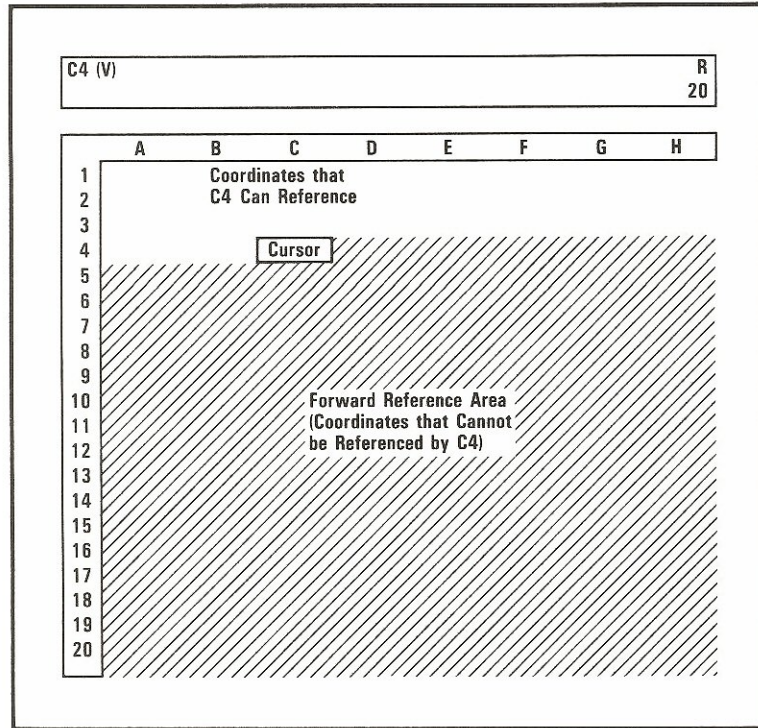 C4 (V) R
20
A B C D E F G H
1 Coordinates that
2 C4 Can Reference
3
4 Cursor
5
6
7
8
9
10 Forward Reference Area
11 (Coordinates that Cannot
12 be Referenced by C4)
13
14
15
16
17
18
19
20